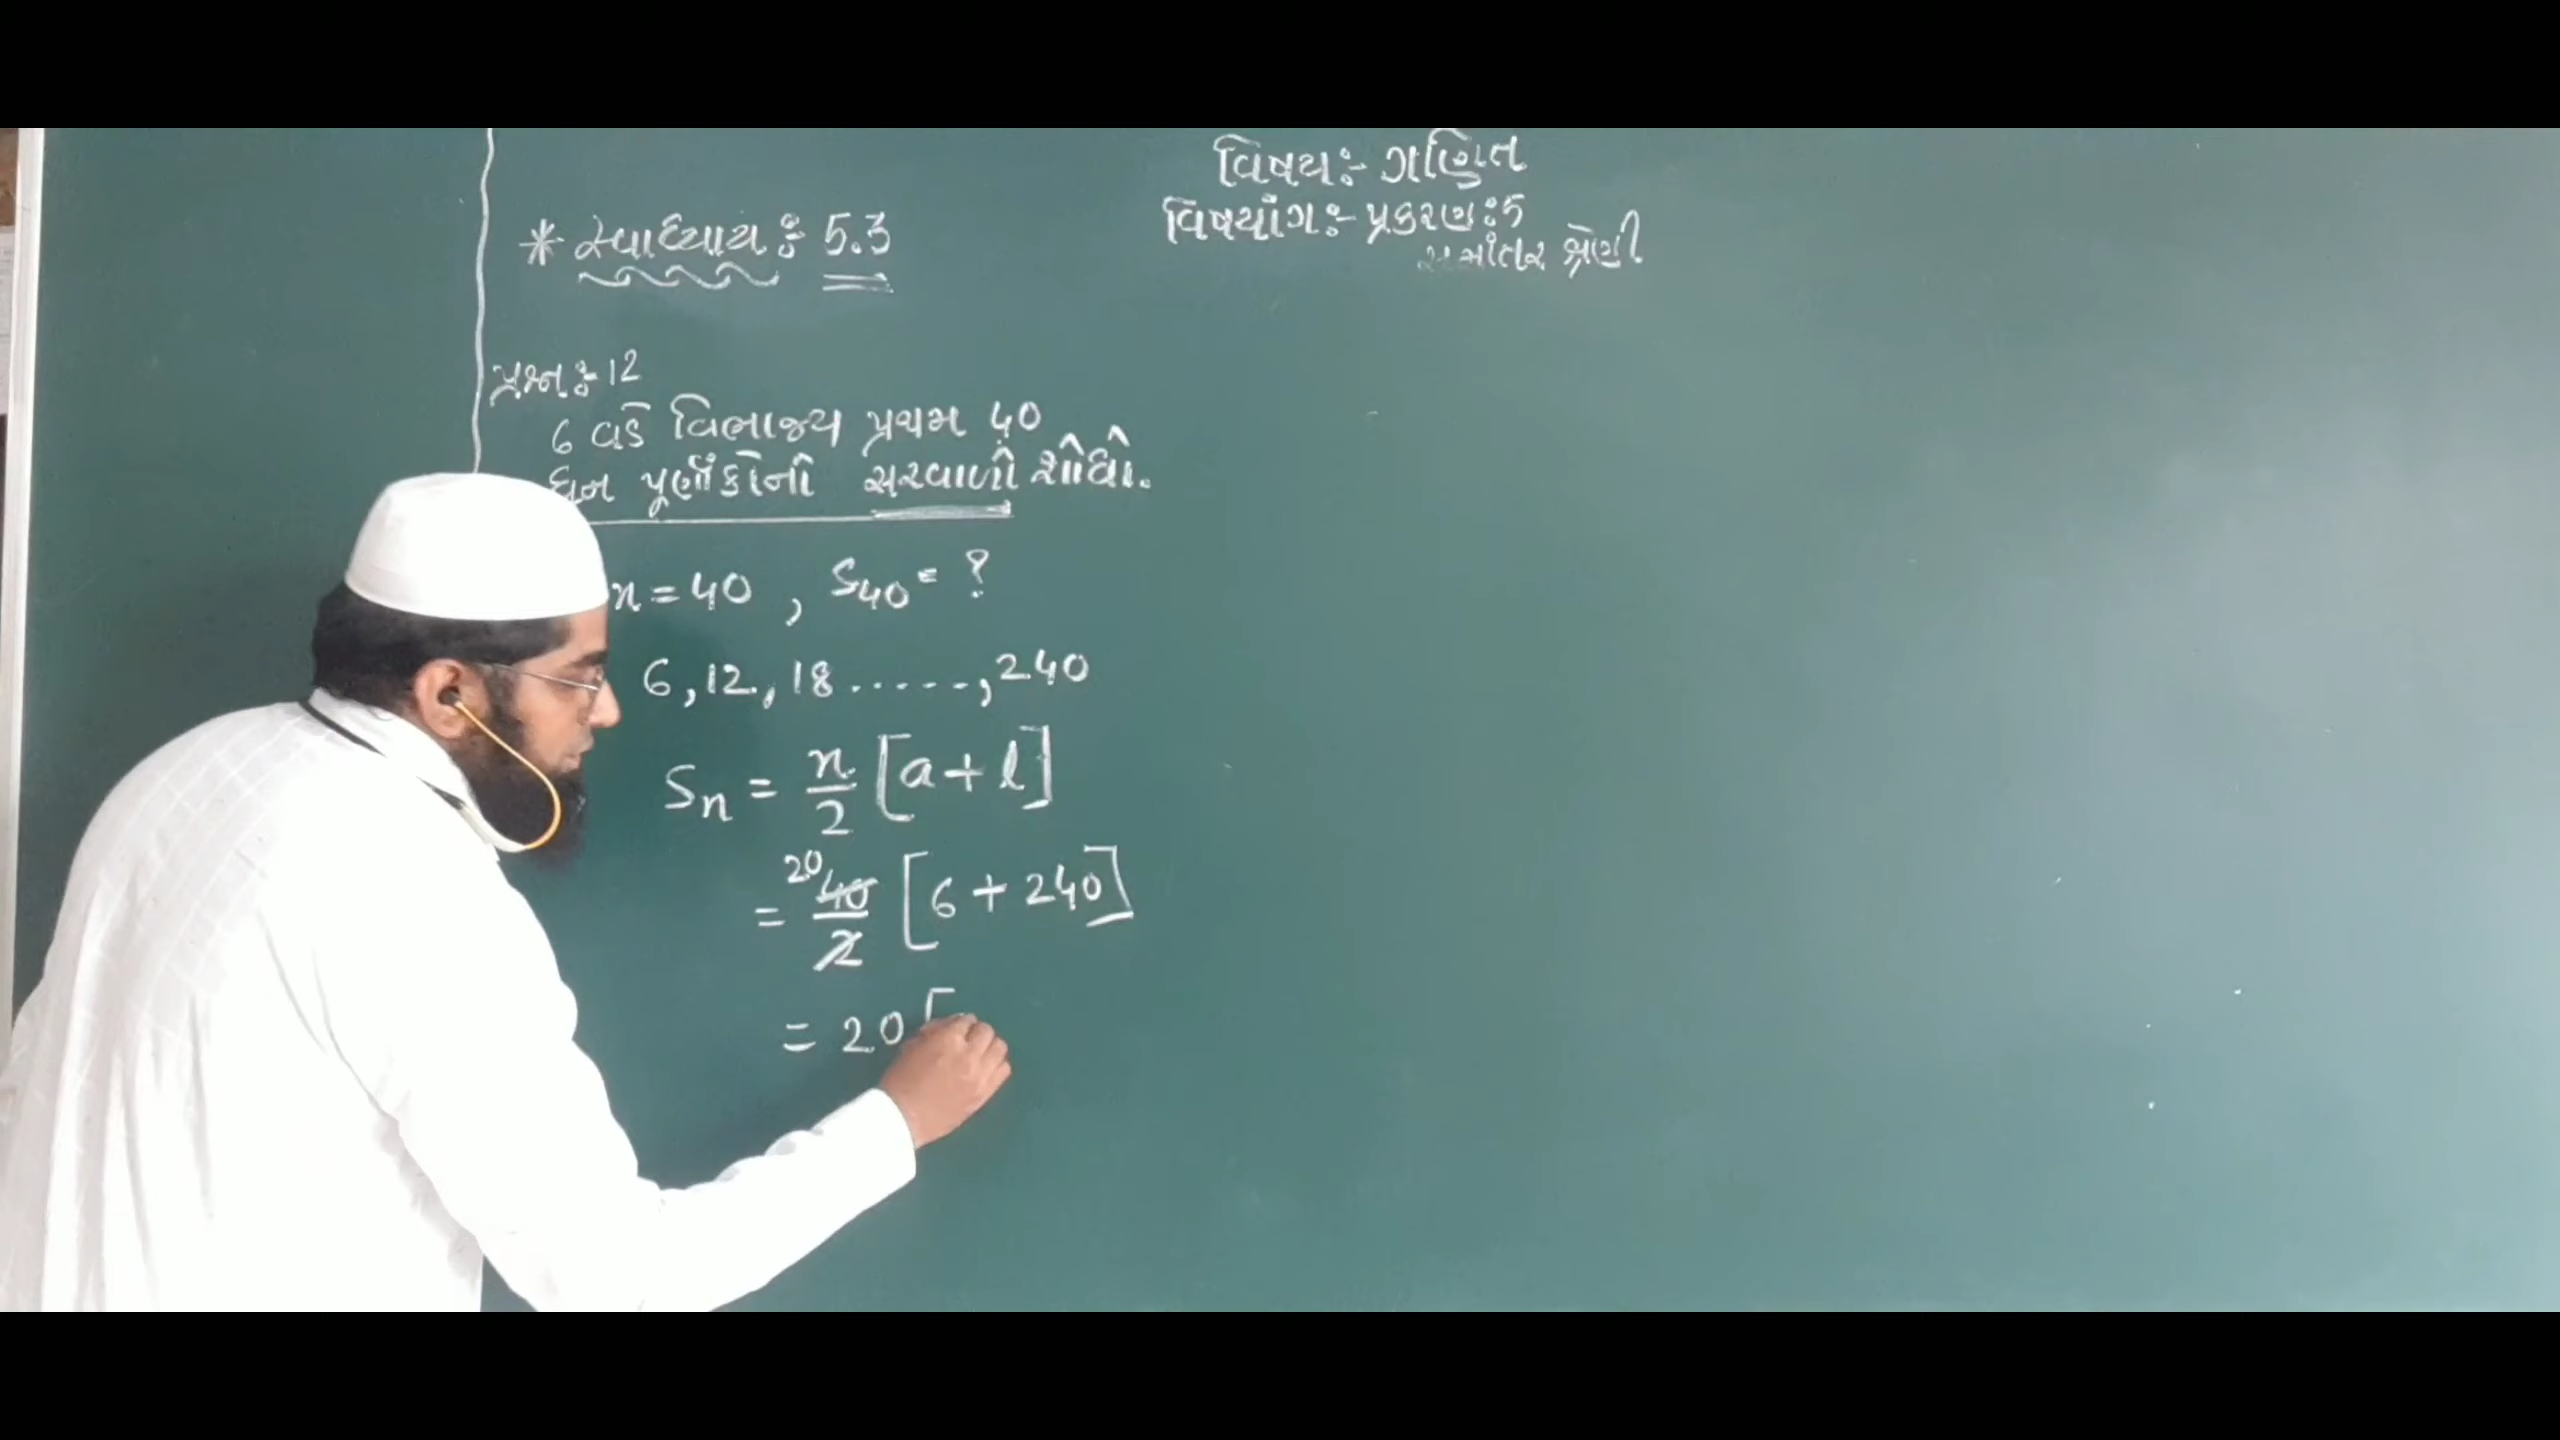 વિષય:- ગણિત
વિષયાંગ:- પ્રકરણ:5
સમાંતર શ્રેણી
* સ્વાધ્યાય: 5.3
પ્રશ્ન:-12
6 વડે વિભાજ્ય પ્રથમ 40
ધન પૂર્ણાંકોનો સરવાળો શોધો.
n = 40 , S40 = ?
6, 12, 18 ......, 240
Sn = n/2 [a + l]
= 20 40/2 [6 + 240]
= 20 [